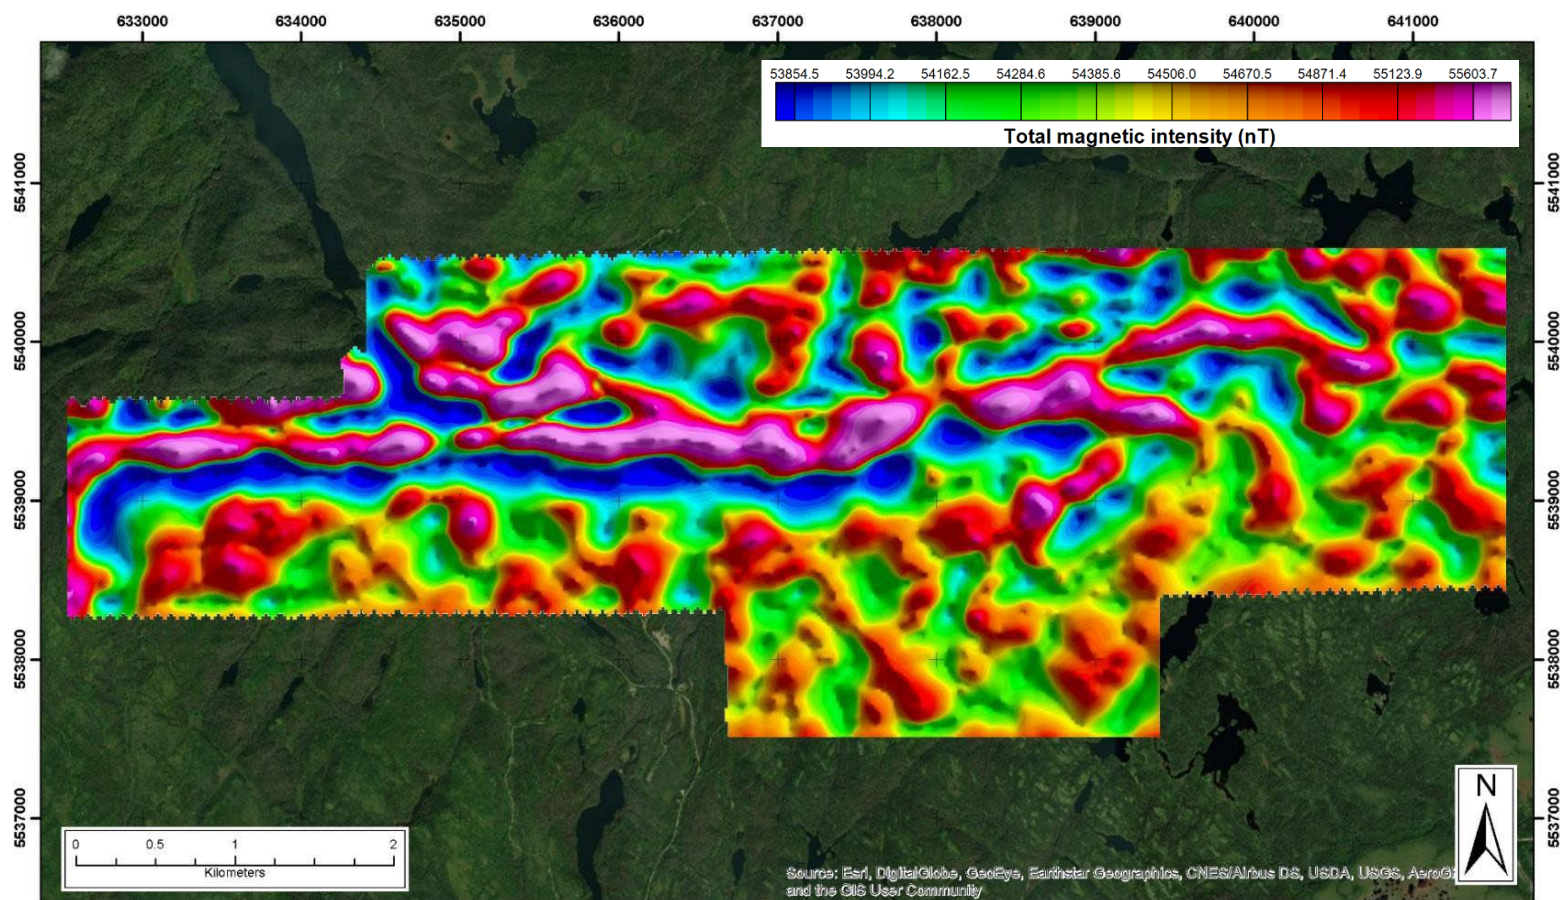 633000 634000 635000 636000 637000 638000 639000 640000 641000
53854.5 53994.2 54162.5 54284.6 54385.6 54506.0 54670.5 54871.4 55123.9 55603.7
Total magnetic intensity (nT)
5541000 5541000
5540000 5540000
5539000 5539000
5538000 5538000
5537000 5537000
N
0 0.5 1 2
Kilometers
Source: Esri, DigitalGlobe, GeoEye, Earthstar Geographics, CNES/Airbus DS, USDA, USGS,
and the GIS User Community